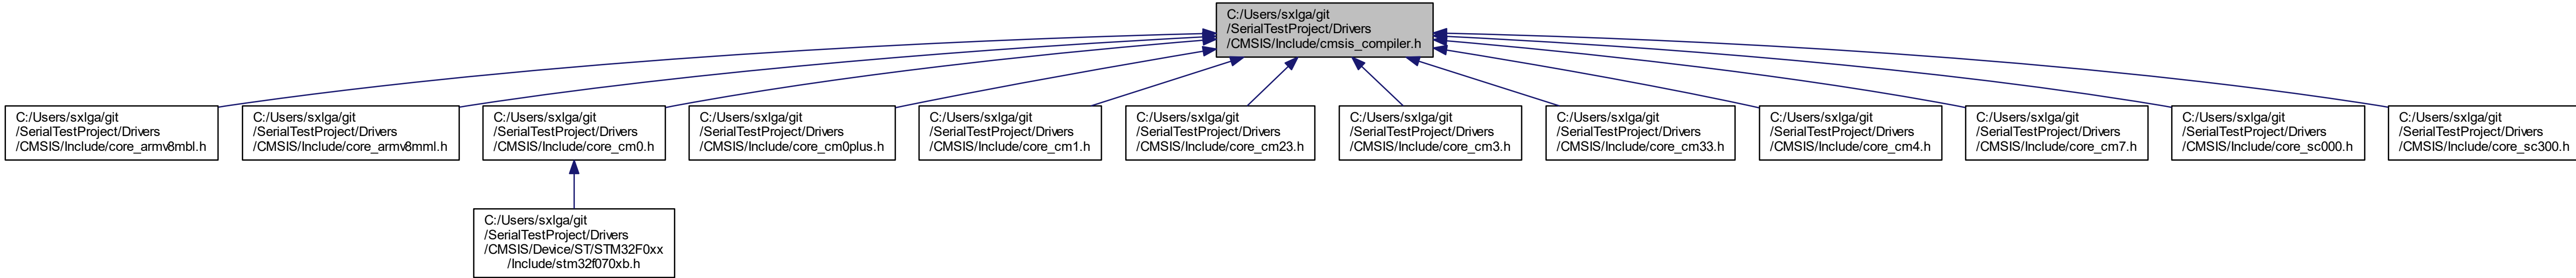 C:/Users/sxlga/git
/SerialTestProject/Drivers
/CMSIS/Include/cmsis_compiler.h
C:/Users/sxlga/git
/SerialTestProject/Drivers
/CMSIS/Include/core_armv8mbl.h
C:/Users/sxlga/git
/SerialTestProject/Drivers
/CMSIS/Include/core_armv8mml.h
C:/Users/sxlga/git
/SerialTestProject/Drivers
/CMSIS/Include/core_cm0.h
C:/Users/sxlga/git
/SerialTestProject/Drivers
/CMSIS/Include/core_cm0plus.h
C:/Users/sxlga/git
/SerialTestProject/Drivers
/CMSIS/Include/core_cm1.h
C:/Users/sxlga/git
/SerialTestProject/Drivers
/CMSIS/Include/core_cm23.h
C:/Users/sxlga/git
/SerialTestProject/Drivers
/CMSIS/Include/core_cm3.h
C:/Users/sxlga/git
/SerialTestProject/Drivers
/CMSIS/Include/core_cm33.h
C:/Users/sxlga/git
/SerialTestProject/Drivers
/CMSIS/Include/core_cm4.h
C:/Users/sxlga/git
/SerialTestProject/Drivers
/CMSIS/Include/core_cm7.h
C:/Users/sxlga/git
/SerialTestProject/Drivers
/CMSIS/Include/core_sc000.h
C:/Users/sxlga/git
/SerialTestProject/Drivers
/CMSIS/Include/core_sc300.h
C:/Users/sxlga/git
/SerialTestProject/Drivers
/CMSIS/Device/ST/STM32F0xx
/Include/stm32f070xb.h